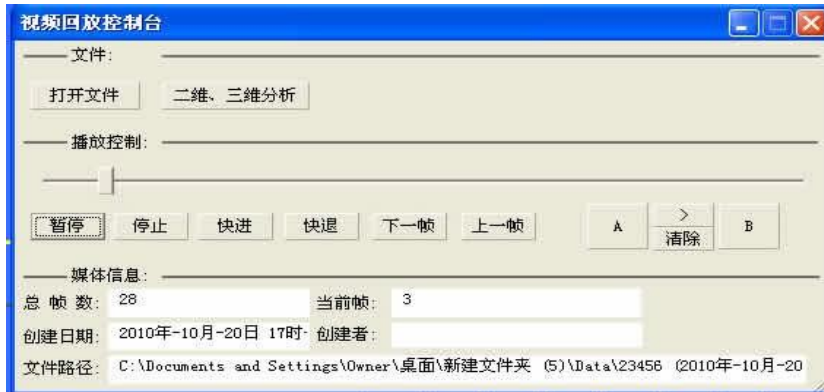 视频回放控制台
文件:
打开文件 二维、三维分析
播放控制:
暂停 停止 快进 快退 下一帧 上一帧 A > B
清除
媒体信息:
总 帧 数: 28 当前帧: 3
创建日期: 2010年-10月-20日 17时- 创建者:
文件路径: C:\Documents and Settings\Owner\桌面\新建文件夹 (5)\Data\23456 (2010年-10月-20